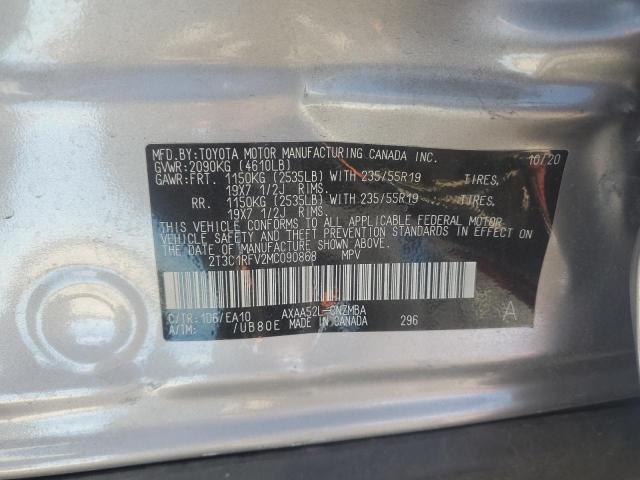 MFD.BY:TOYOTA MOTOR MANUFACTURING CANADA INC. 10/20
GVWR:2090KG (4610LB)
GAWR:FRT. 1150KG (2535LB) WITH 235/55R19 TIRES,
19X7 1/2J RIMS.
RR. 1150KG (2535LB) WITH 235/55R19 TIRES,
19X7 1/2J RIMS.
THIS VEHICLE CONFORMS TO ALL APPLICABLE FEDERAL MOTOR
VEHICLE SAFETY AND THEFT PREVENTION STANDARDS IN EFFECT ON
THE DATE OF MANUFACTURE SHOWN ABOVE.
2T3C1RFV2MC090868 MPV
C/TR:1D6/EA10 AXAA52L-CNZMBA
A/TM: /UB80E MADE IN CANADA 296
A